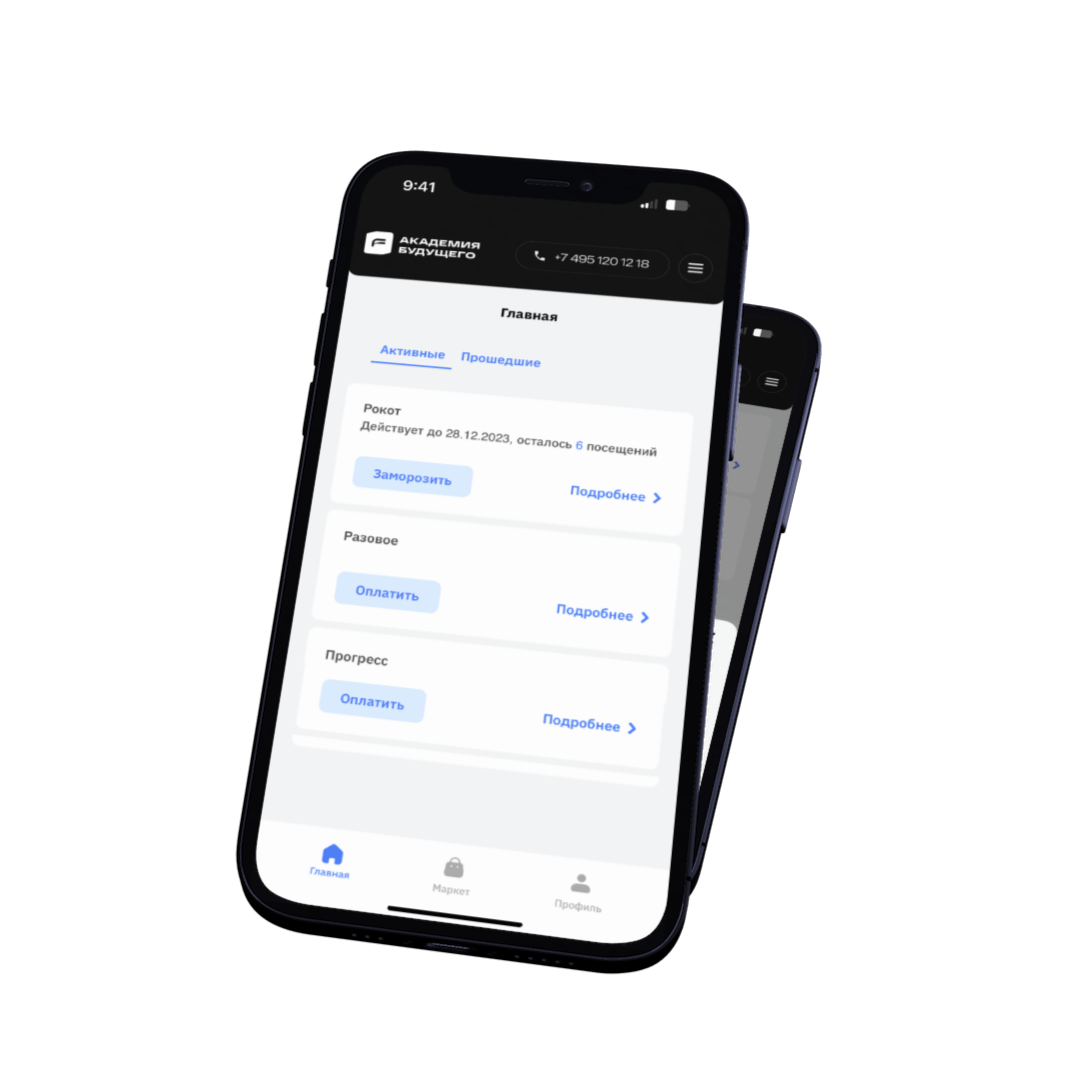 9:41
АКАДЕМИЯ
БУДУЩЕГО
+7 495 120 12 18
Главная
Активные Прошедшие
Рокот
Действует до 28.12.2023, осталось 6 посещений
Заморозить Подробнее
Разовое
Оплатить Подробнее
Прогресс
Оплатить Подробнее
Главная Маркет Профиль